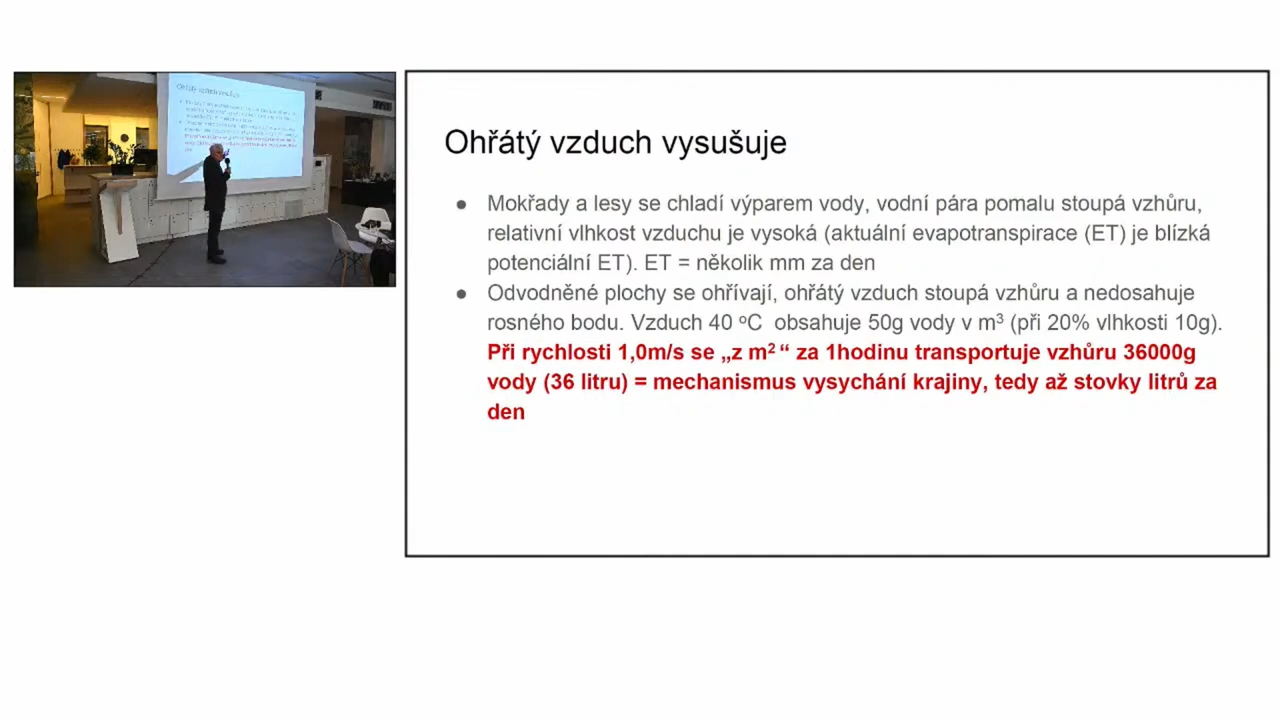 Ohřátý vzduch vysušuje
● Mokřady a lesy se chladí výparem vody, vodní pára pomalu stoupá vzhůru,
relativní vlhkost vzduchu je vysoká (aktuální evapotranspirace (ET) je blízká
potenciální ET). ET = několik mm za den
● Odvodněné plochy se ohřívají, ohřátý vzduch stoupá vzhůru a nedosahuje
rosného bodu. Vzduch 40 ᵒC obsahuje 50g vody v m³ (při 20% vlhkosti 10g).
Při rychlosti 1,0m/s se „z m² “ za 1hodinu transportuje vzhůru 36000g
vody (36 litru) = mechanismus vysychání krajiny, tedy až stovky litrů za
den